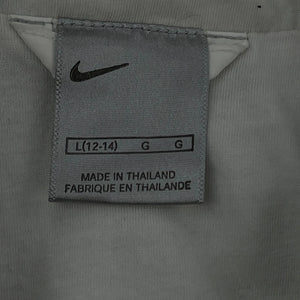 L(12-14) G G
MADE IN THAILAND
FABRIQUE EN THAILANDE